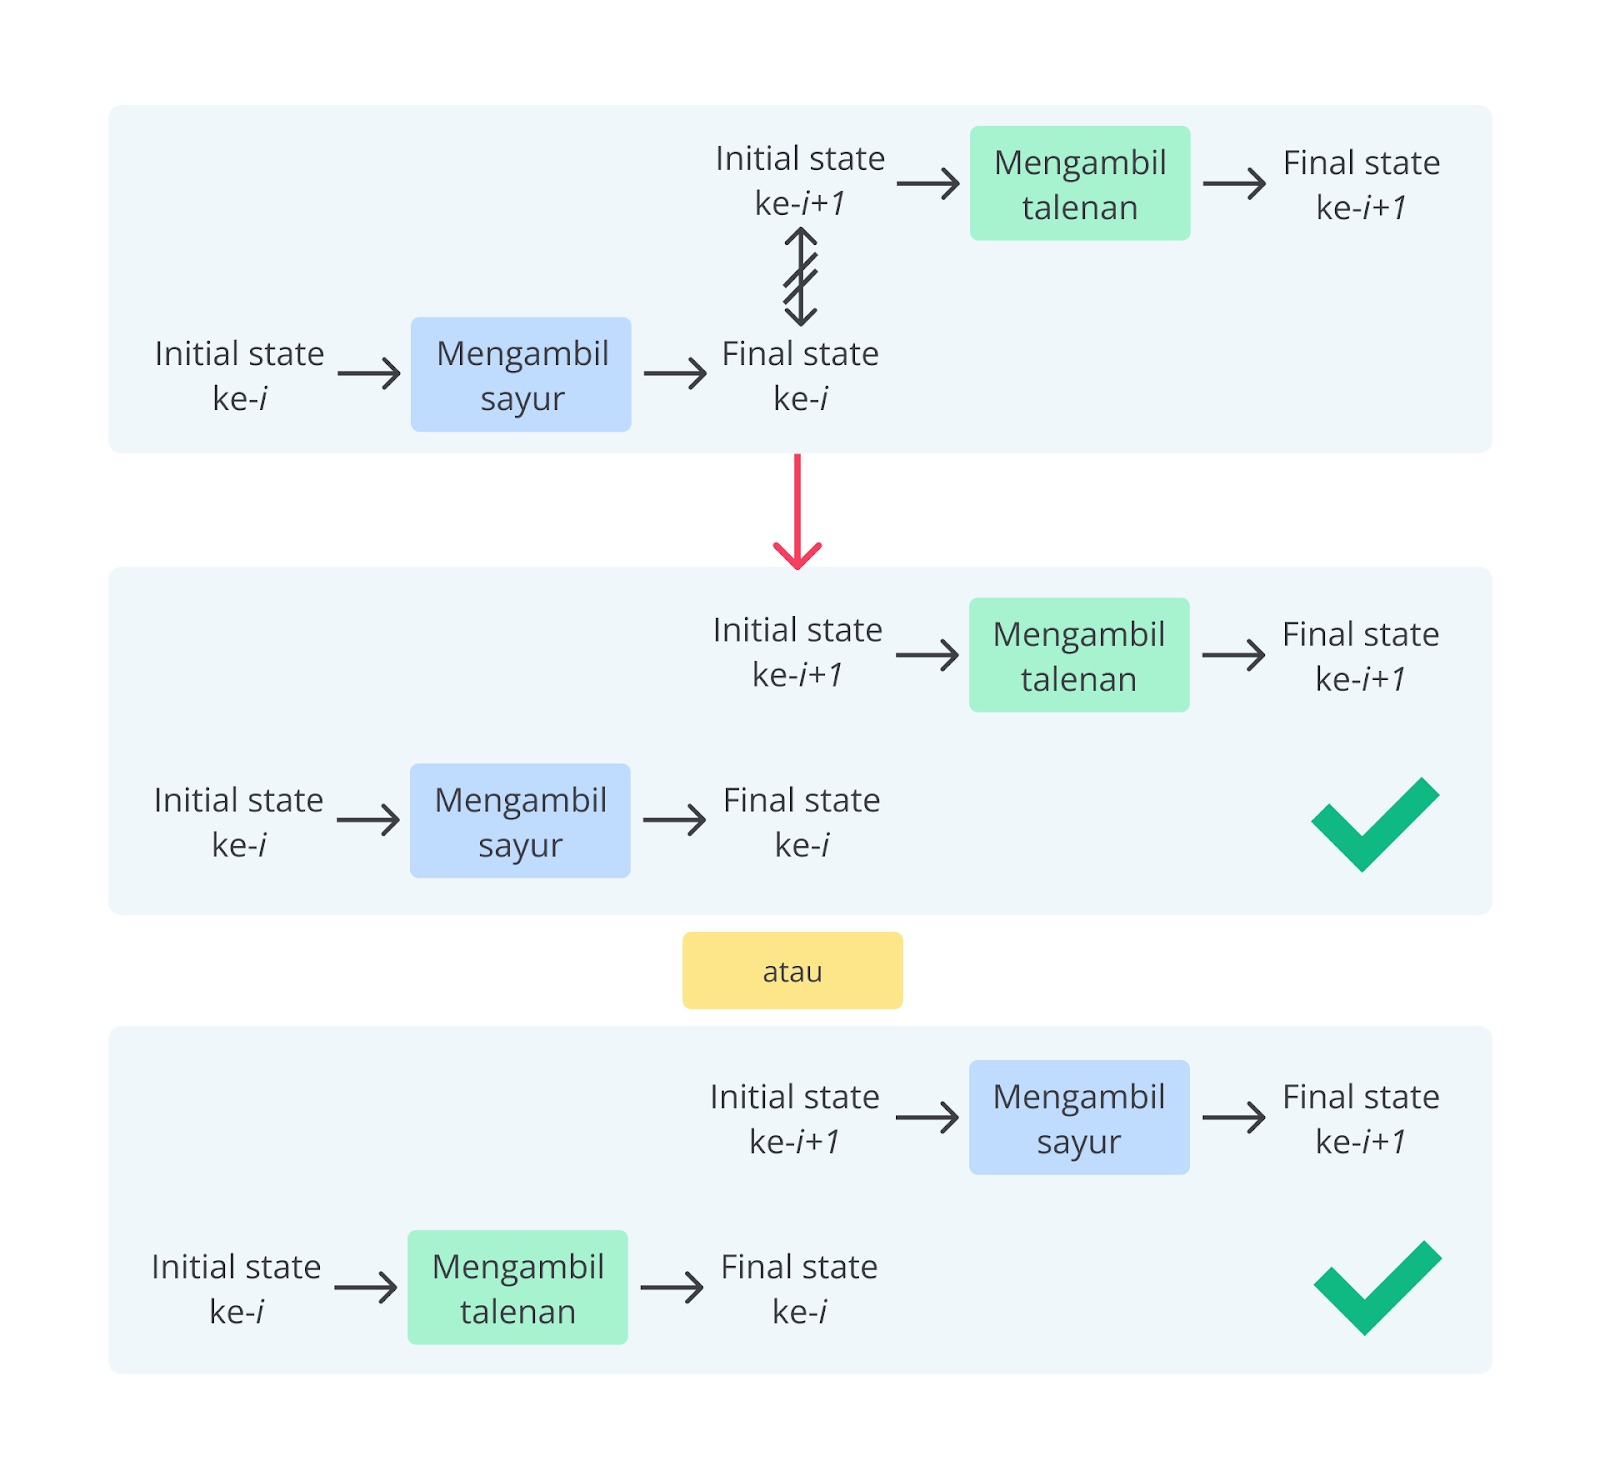 Initial state
ke-i+1
Mengambil
talenan
Final state
ke-i+1
Initial state
ke-i
Mengambil
sayur
Final state
ke-i
Initial state
ke-i+1
Mengambil
talenan
Final state
ke-i+1
Initial state
ke-i
Mengambil
sayur
Final state
ke-i
atau
Initial state
ke-i+1
Mengambil
sayur
Final state
ke-i+1
Initial state
ke-i
Mengambil
talenan
Final state
ke-i